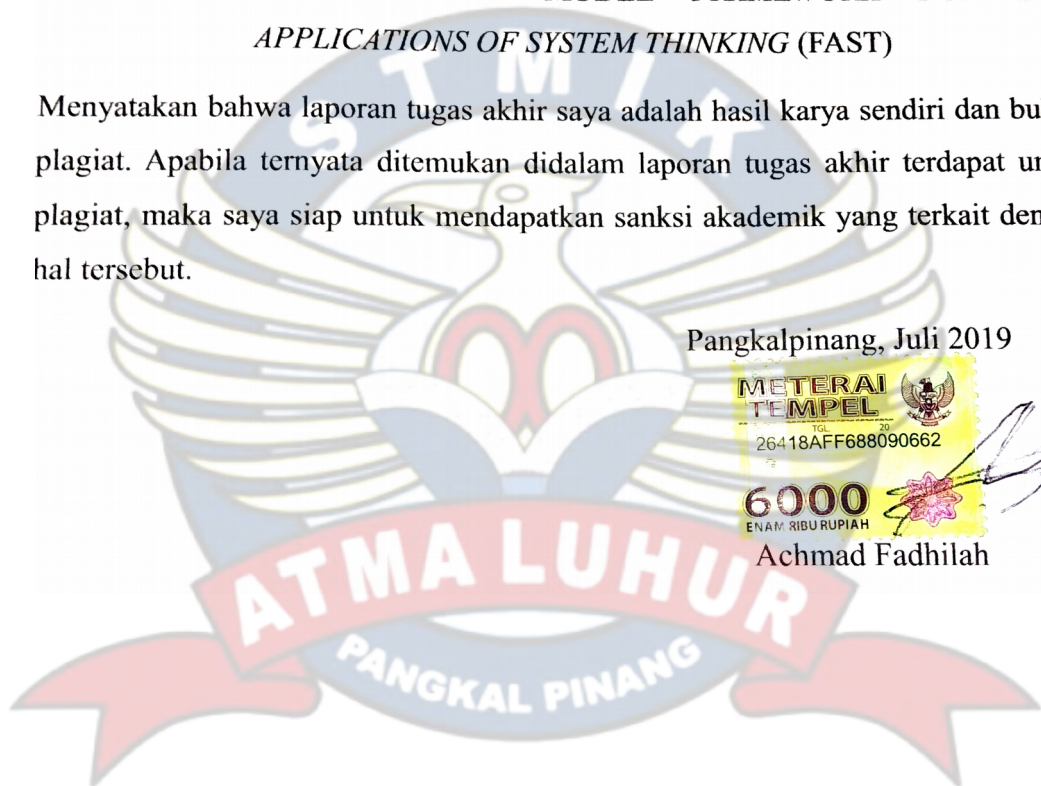 APPLICATIONS OF SYSTEM THINKING (FAST)
STMIK
Menyatakan bahwa laporan tugas akhir saya adalah hasil karya sendiri dan bu
plagiat. Apabila ternyata ditemukan didalam laporan tugas akhir terdapat un
plagiat, maka saya siap untuk mendapatkan sanksi akademik yang terkait den
hal tersebut.
Pangkalpinang, Juli 2019
METERAI
TEMPEL
TGL 20
26418AFF688090662
6000
ENAM RIBU RUPIAH
Achmad Fadhilah
ATMA LUHUR
PANGKAL PINANG